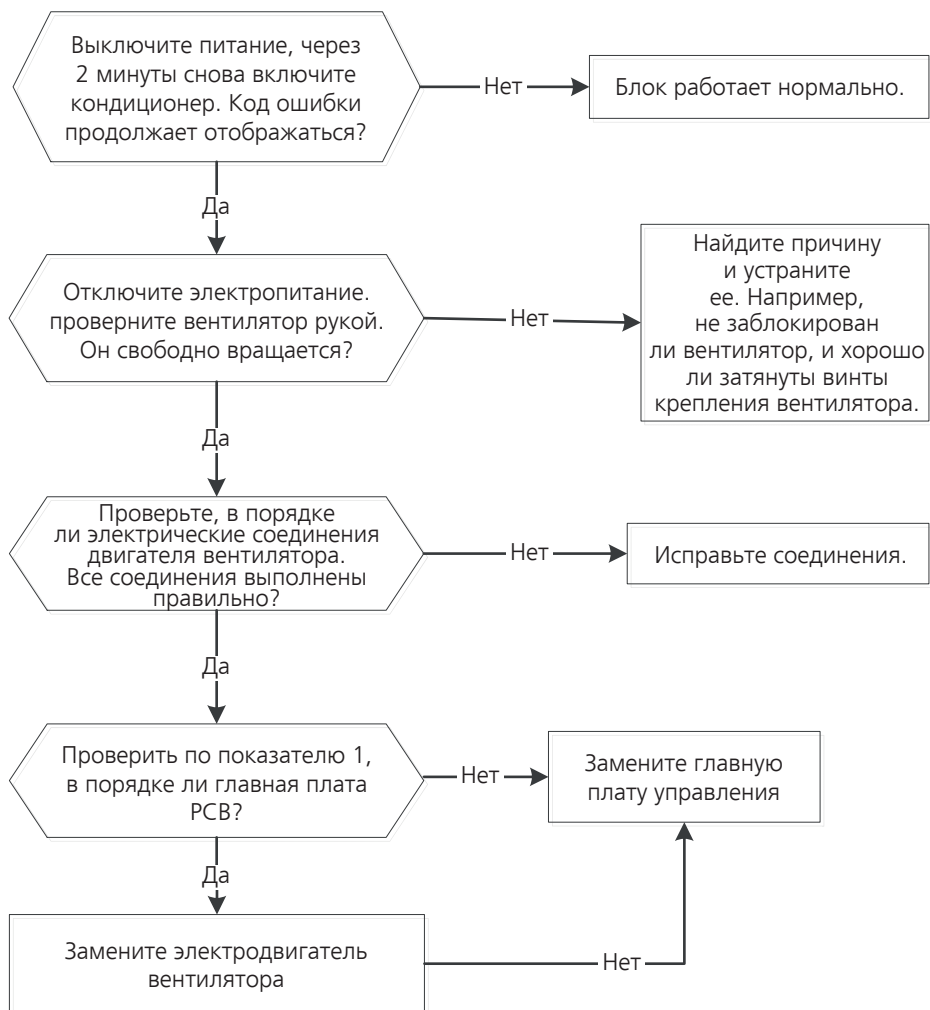 Выключите питание, через
2 минуты снова включите
кондиционер. Код ошибки
продолжает отображаться?
Нет
Блок работает нормально.
Да
Отключите электропитание.
проверните вентилятор рукой.
Он свободно вращается?
Нет
Найдите причину
и устраните
ее. Например,
не заблокирован
ли вентилятор, и хорошо
ли затянуты винты
крепления вентилятора.
Да
Проверьте, в порядке
ли электрические соединения
двигателя вентилятора.
Все соединения выполнены
правильно?
Нет
Исправьте соединения.
Да
Проверить по показателю 1,
в порядке ли главная плата
PCB?
Нет
Замените главную
плату управления
Да
Замените электродвигатель
вентилятора
Нет